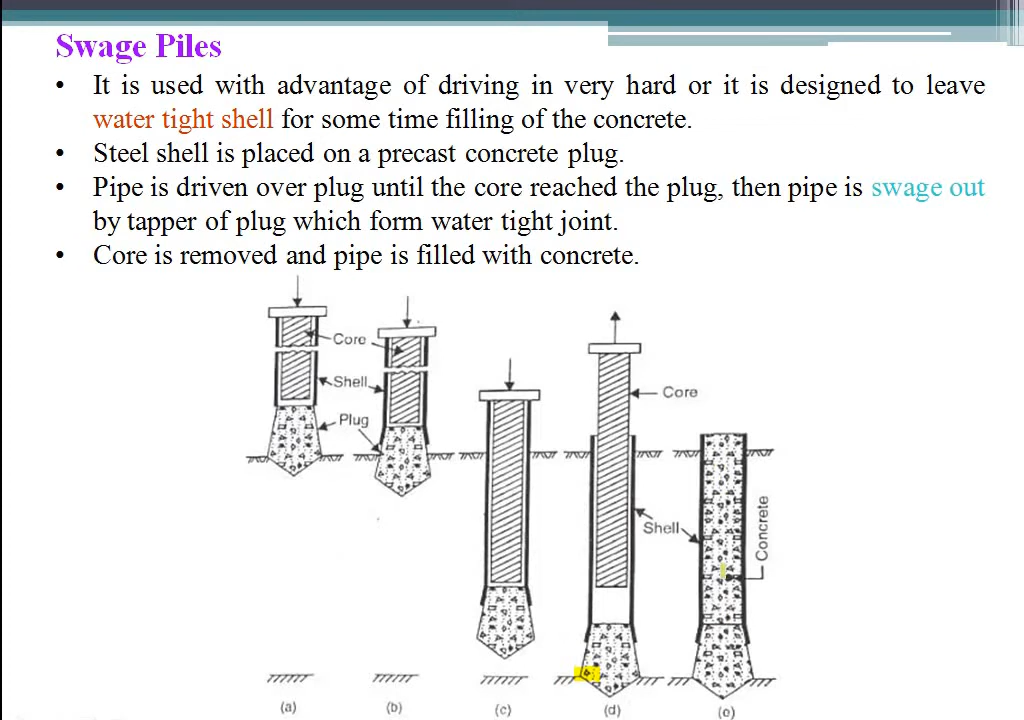 Swage Piles
• It is used with advantage of driving in very hard or it is designed to leave
water tight shell for some time filling of the concrete.
• Steel shell is placed on a precast concrete plug.
• Pipe is driven over plug until the core reached the plug, then pipe is swage out
by tapper of plug which form water tight joint.
• Core is removed and pipe is filled with concrete.
Core
Shell
Plug
Core
Shell
Concrete
(a) (b) (c) (d) (e)